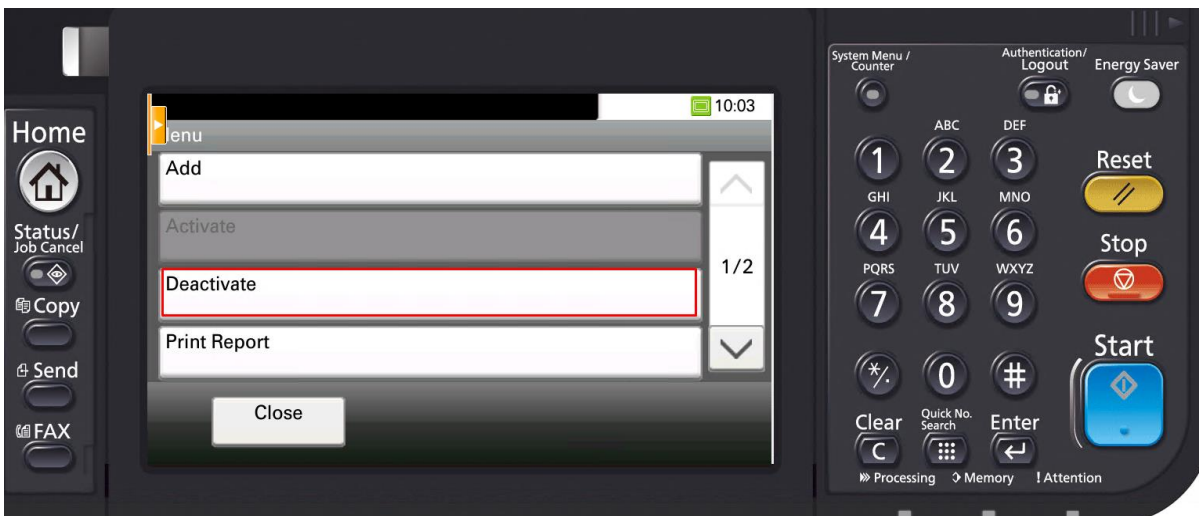 Home
Status/
Job Cancel
Copy
Send
FAX
10:03
Menu
Add
Activate
Deactivate
Print Report
1/2
Close
System Menu /
Counter
Authentication/
Logout
Energy Saver
ABC
DEF
1
2
3
Reset
GHI
JKL
MNO
4
5
6
Stop
PQRS
TUV
WXYZ
7
8
9
*/.
0
#
Start
Clear
C
Quick No.
Search
Enter
Processing
Memory
! Attention